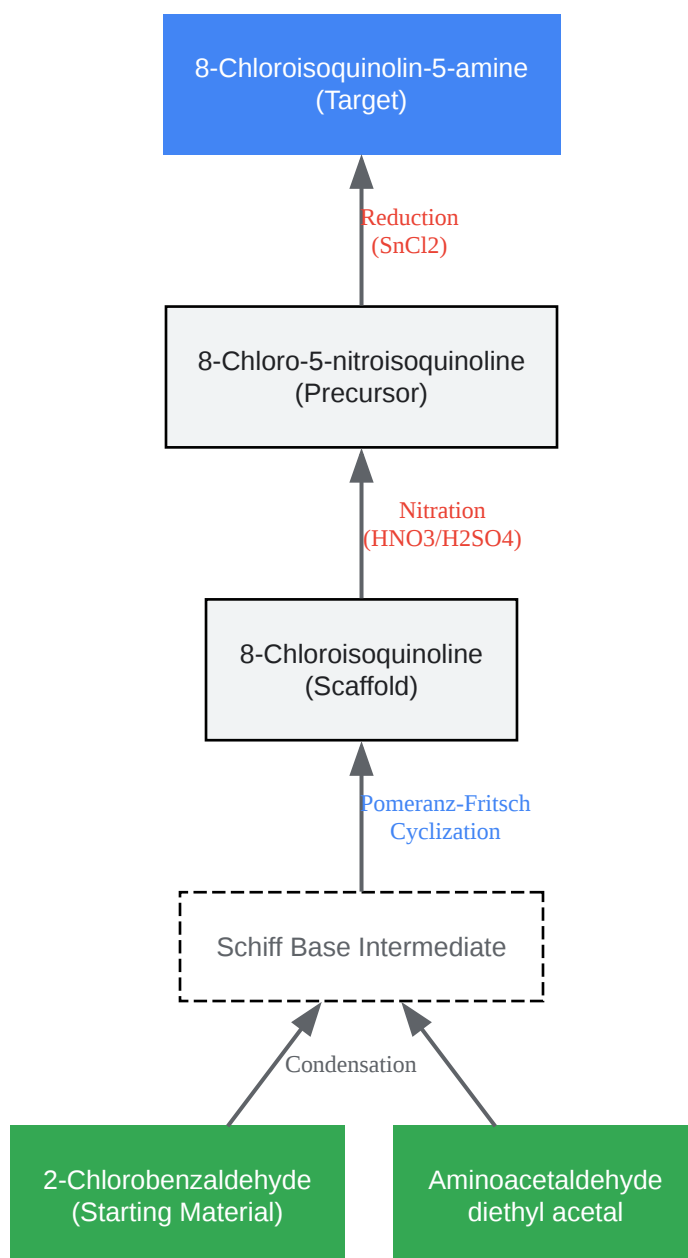 8-Chloroisoquinolin-5-amine
(Target)
Reduction
(SnCl2)
8-Chloro-5-nitroisoquinoline
(Precursor)
Nitration
(HNO3/H2SO4)
8-Chloroisoquinoline
(Scaffold)
Pomeranz-Fritsch
Cyclization
Schiff Base Intermediate
Condensation
2-Chlorobenzaldehyde
(Starting Material)
Aminoacetaldehyde
diethyl acetal